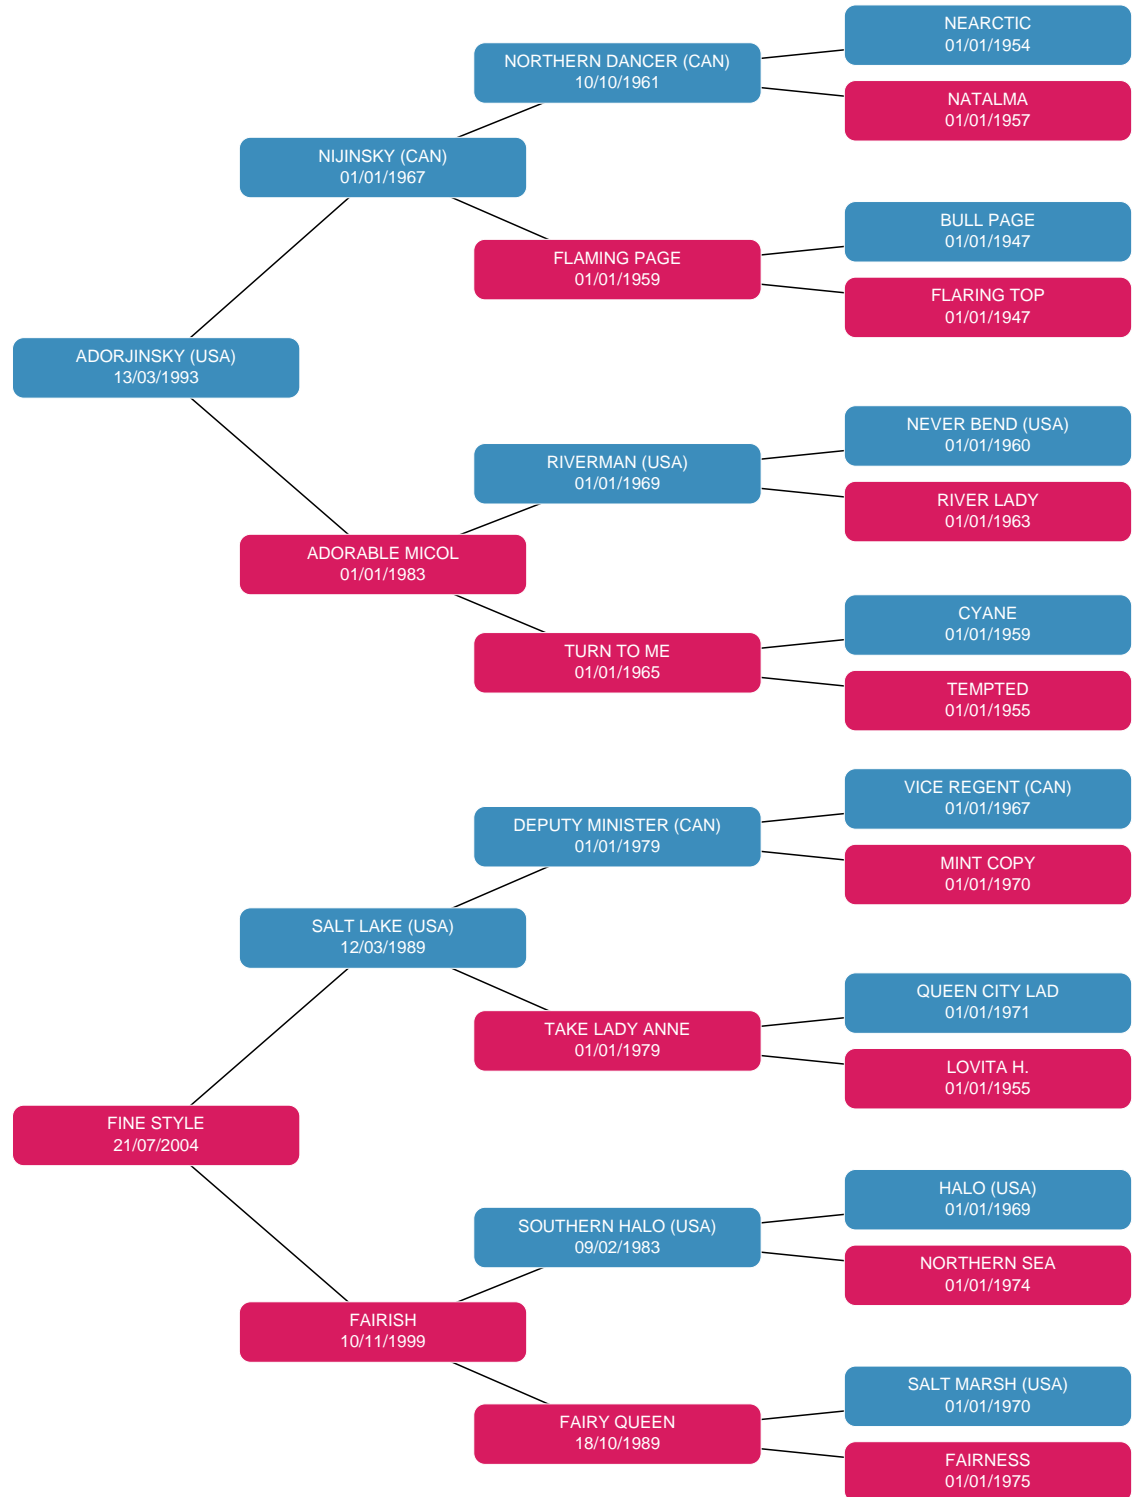 NEARCTIC
01/01/1954
NORTHERN DANCER (CAN)
10/10/1961
NATALMA
01/01/1957
NIJINSKY (CAN)
01/01/1967
BULL PAGE
01/01/1947
FLAMING PAGE
01/01/1959
FLARING TOP
01/01/1947
ADORJINSKY (USA)
13/03/1993
NEVER BEND (USA)
01/01/1960
RIVERMAN (USA)
01/01/1969
RIVER LADY
01/01/1963
ADORABLE MICOL
01/01/1983
CYANE
01/01/1959
TURN TO ME
01/01/1965
TEMPTED
01/01/1955
VICE REGENT (CAN)
01/01/1967
DEPUTY MINISTER (CAN)
01/01/1979
MINT COPY
01/01/1970
SALT LAKE (USA)
12/03/1989
QUEEN CITY LAD
01/01/1971
TAKE LADY ANNE
01/01/1979
LOVITA H.
01/01/1955
FINE STYLE
21/07/2004
HALO (USA)
01/01/1969
SOUTHERN HALO (USA)
09/02/1983
NORTHERN SEA
01/01/1974
FAIRISH
10/11/1999
SALT MARSH (USA)
01/01/1970
FAIRY QUEEN
18/10/1989
FAIRNESS
01/01/1975